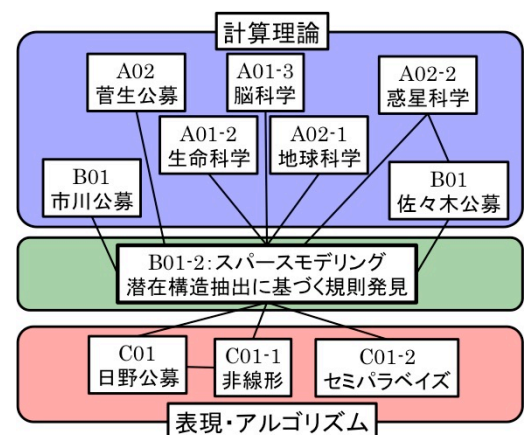 計算理論
A02
菅生公募
A01-3
脳科学
A02-2
惑星科学
A01-2
生命科学
A02-1
地球科学
B01
市川公募
B01
佐々木公募
B01-2:スパースモデリング
潜在構造抽出に基づく規則発見
C01
日野公募
C01-1
非線形
C01-2
セミパラベイズ
表現・アルゴリズム